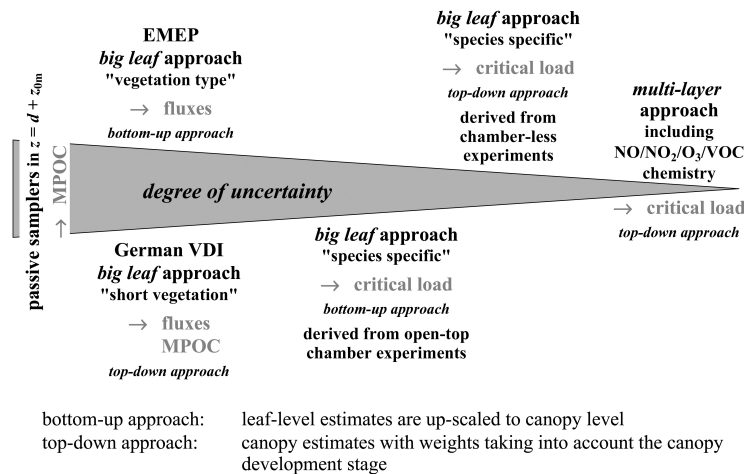 passive samplers in z = d + z0m
→ MPOC
EMEP
big leaf approach
"vegetation type"
→ fluxes
bottom-up approach
big leaf approach
"species specific"
→ critical load
top-down approach
derived from
chamber-less
experiments
multi-layer
approach
including
NO/NO2/O3/VOC
chemistry
→ critical load
top-down approach
degree of uncertainty
German VDI
big leaf approach
"short vegetation"
→ fluxes
MPOC
top-down approach
big leaf approach
"species specific"
→ critical load
bottom-up approach
derived from open-top
chamber experiments
bottom-up approach: leaf-level estimates are up-scaled to canopy level
top-down approach: canopy estimates with weights taking into account the canopy
development stage